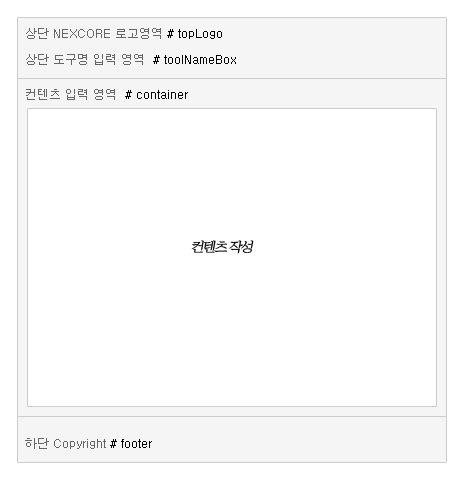 상단 NEXCORE 로고영역 # topLogo
상단 도구명 입력 영역 # toolNameBox
컨텐츠 입력 영역 # container
컨텐츠 작성
하단 Copyright # footer